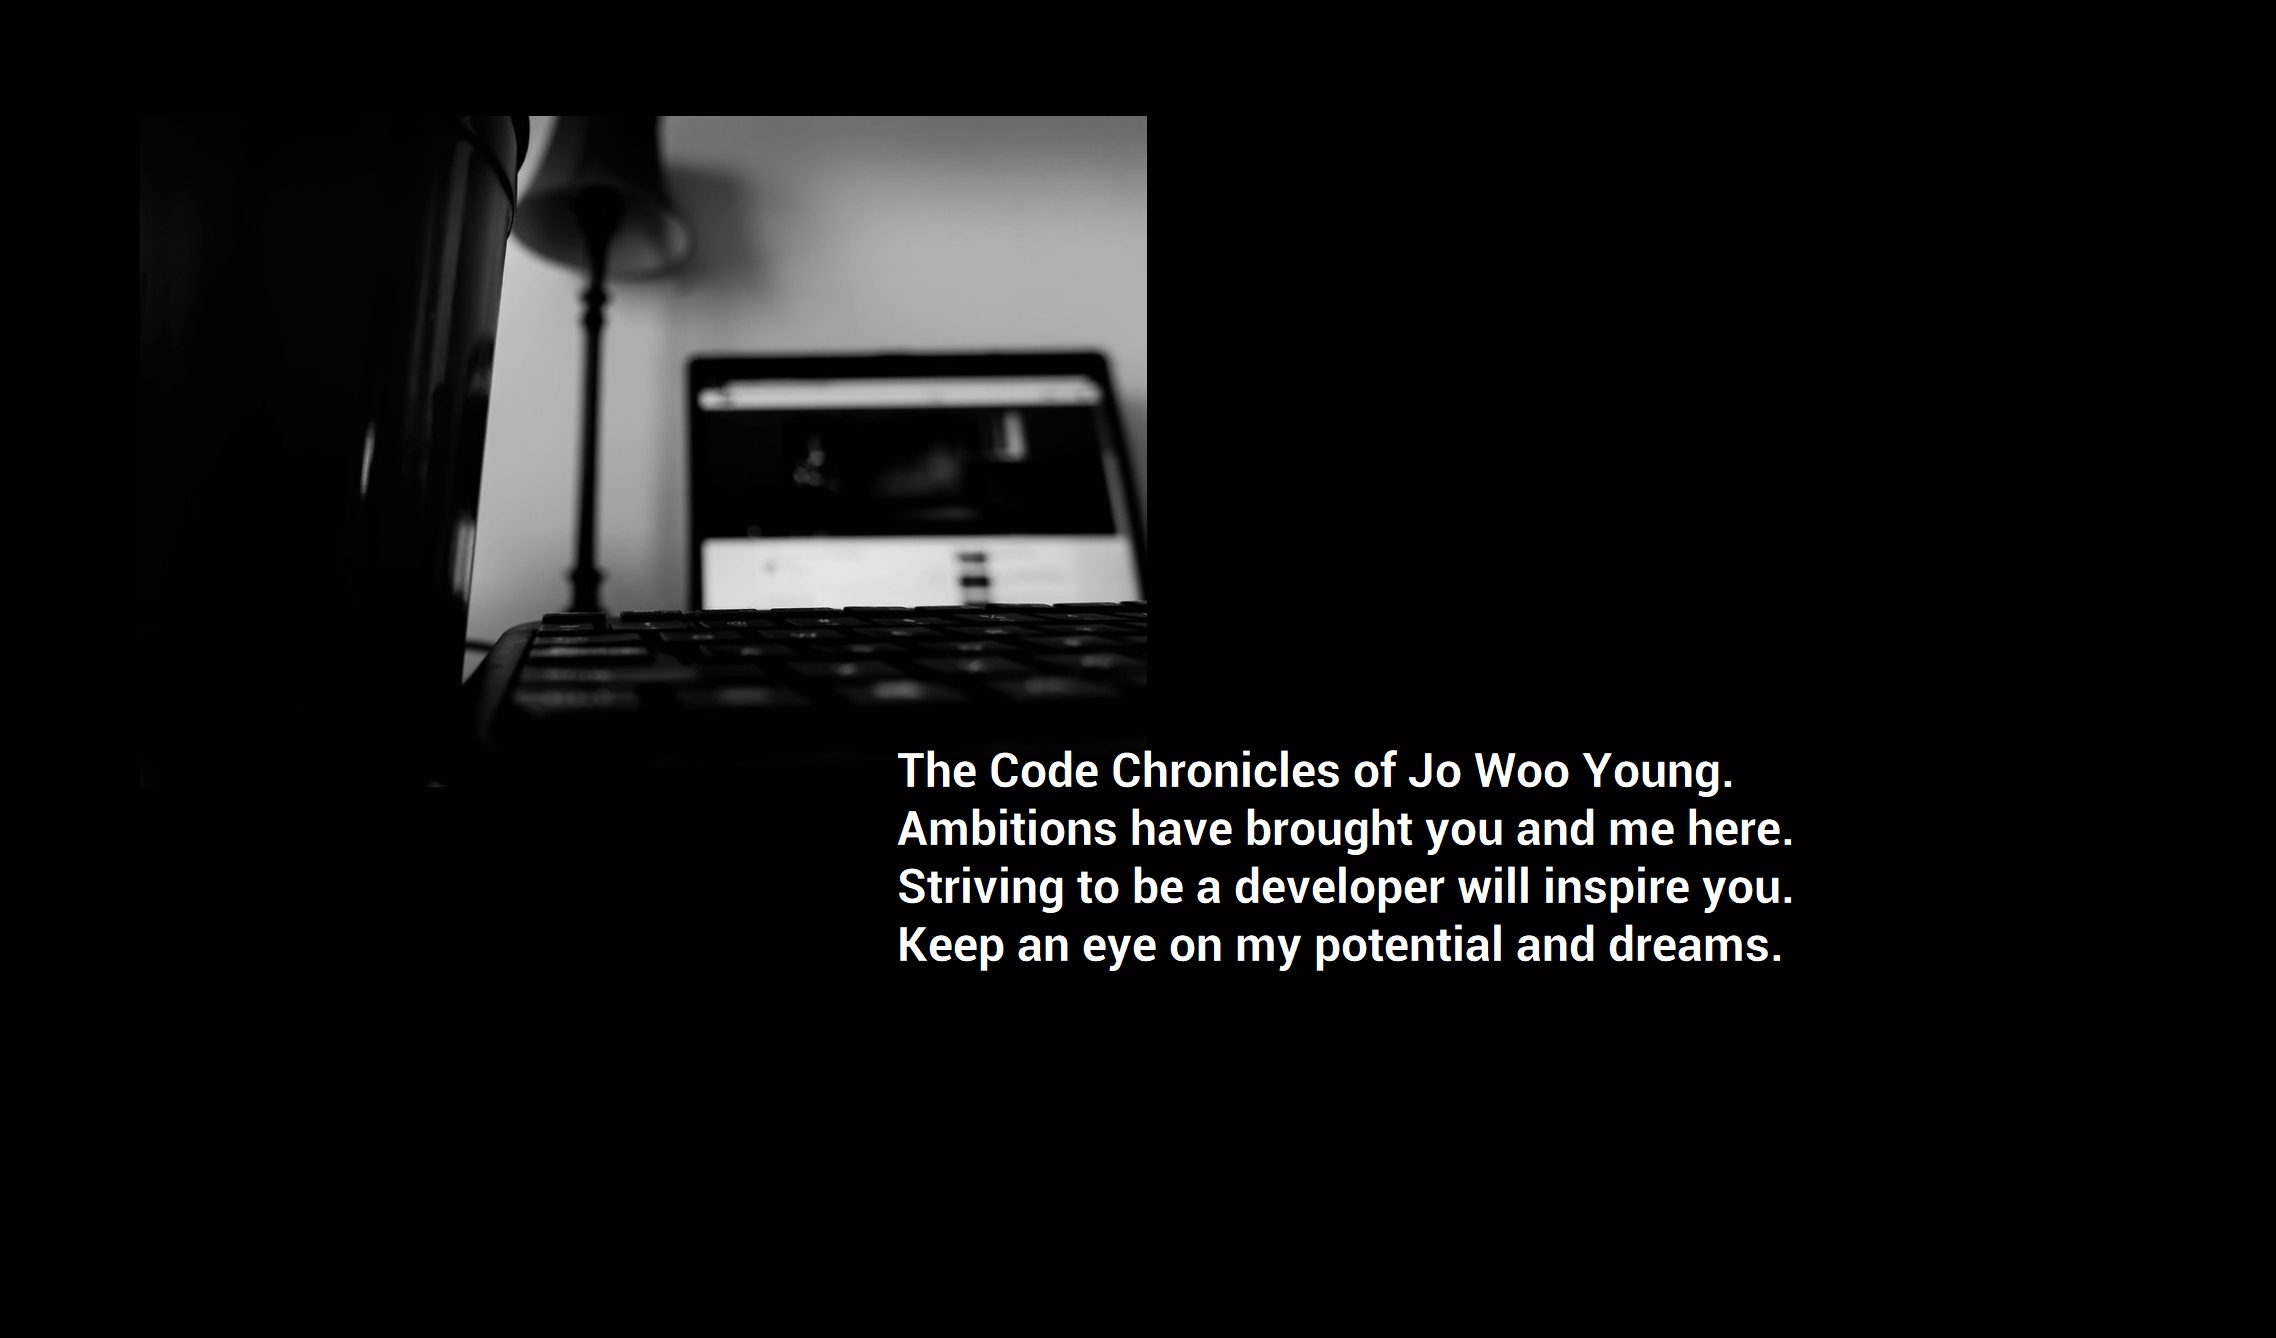 The Code Chronicles of Jo Woo Young.
Ambitions have brought you and me here.
Striving to be a developer will inspire you.
Keep an eye on my potential and dreams.